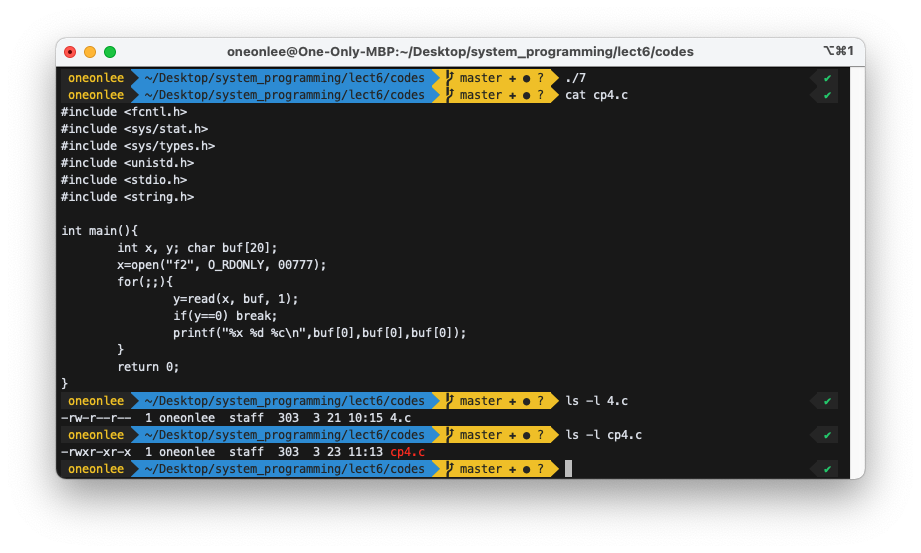 oneonlee@One-Only-MBP:~/Desktop/system_programming/lect6/codes ⌥⌘1
oneonlee ~/Desktop/system_programming/lect6/codes master + ● ? ./7 ✔
oneonlee ~/Desktop/system_programming/lect6/codes master + ● ? cat cp4.c ✔
#include <fcntl.h>
#include <sys/stat.h>
#include <sys/types.h>
#include <unistd.h>
#include <stdio.h>
#include <string.h>
int main(){
int x, y; char buf[20];
x=open("f2", O_RDONLY, 00777);
for(;;){
y=read(x, buf, 1);
if(y==0) break;
printf("%x %d %c\n",buf[0],buf[0],buf[0]);
}
return 0;
}
oneonlee ~/Desktop/system_programming/lect6/codes master + ● ? ls -l 4.c ✔
-rw-r--r-- 1 oneonlee staff 303 3 21 10:15 4.c
oneonlee ~/Desktop/system_programming/lect6/codes master + ● ? ls -l cp4.c ✔
-rwxr-xr-x 1 oneonlee staff 303 3 23 11:13 cp4.c
oneonlee ~/Desktop/system_programming/lect6/codes master + ● ? ✔